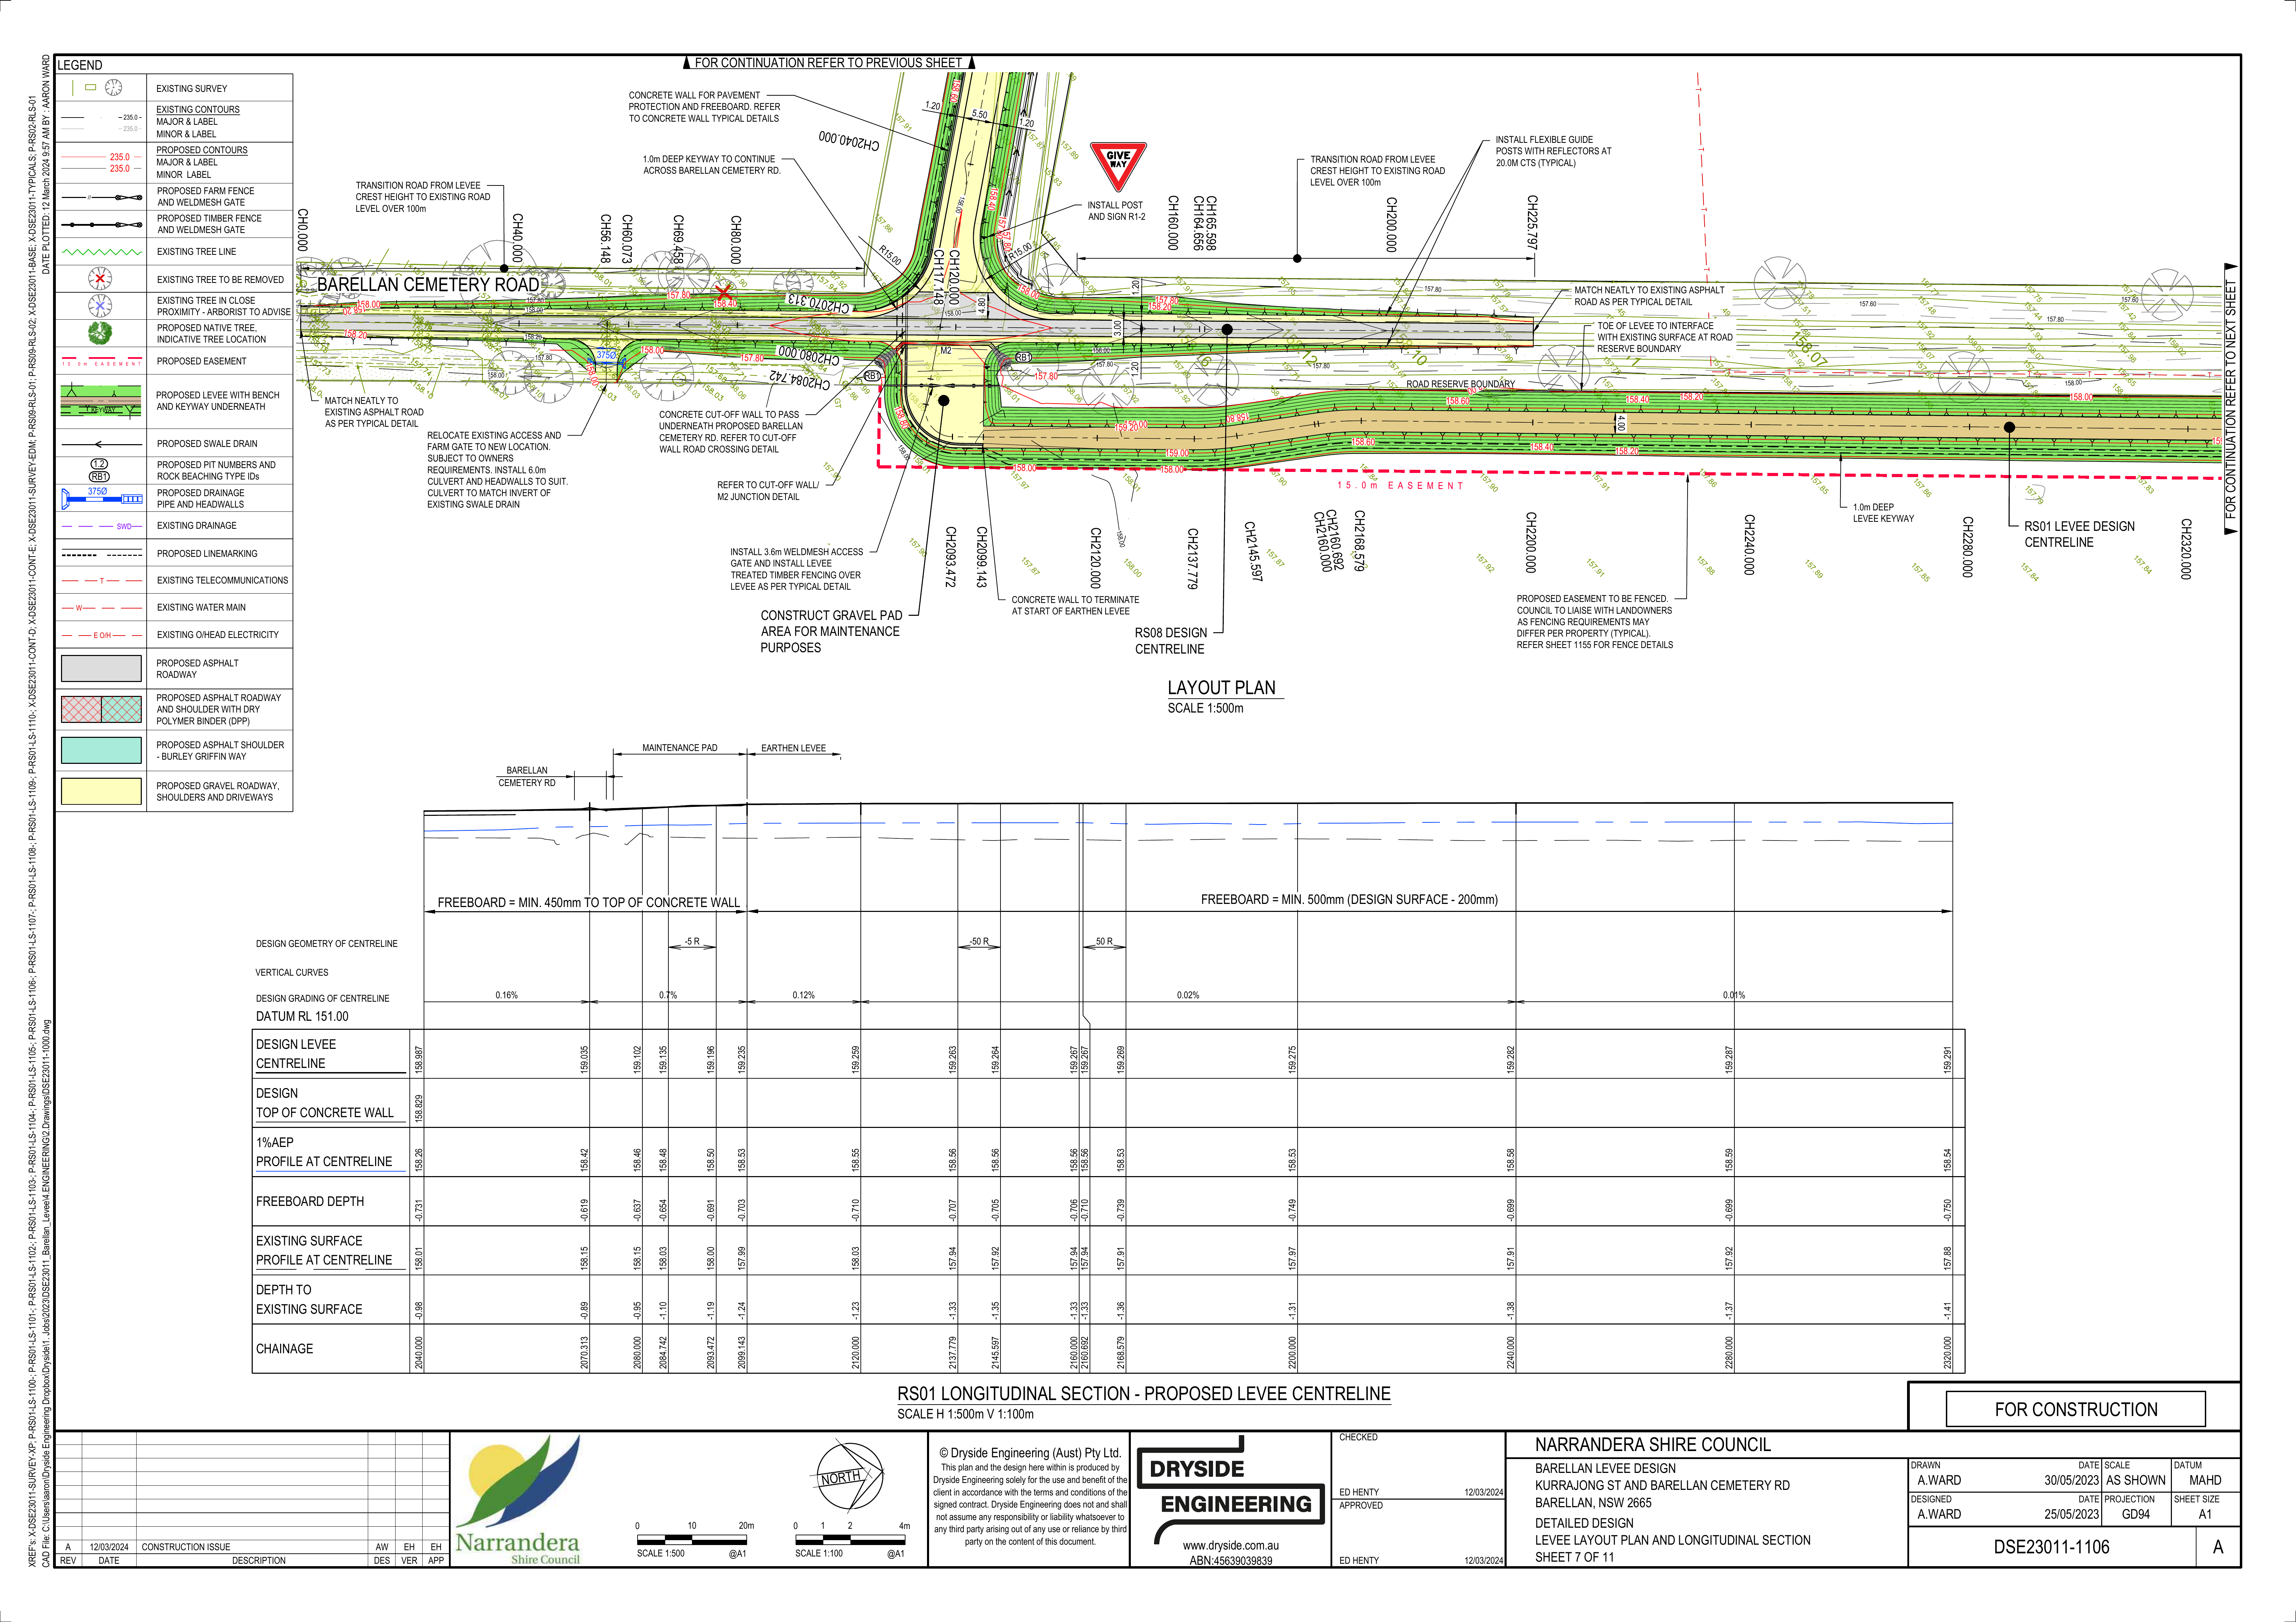 XREF's: X-DSE23011-SURVEY-XP; P-RS01-LS-1100-; P-RS01-LS-1101-; P-RS01-LS-1102-; P-RS01-LS-1103-; P-RS01-LS-1104-; P-RS01-LS-1105-; P-RS01-LS-1106-; P-RS01-LS-1107-; P-RS01-LS-1108-; P-RS01-LS-1109-; P-RS01-LS-1110-; X-DSE23011-CONT-D; X-DSE23011-CONT-E; X-DSE23011-SURVEY-EDM; P-RS09-RLS-01; P-RS09-RLS-02; X-DSE23011-BASE; X-DSE23011-TYPICALS; P-RS02-RLS-01
CAD File: C:\Users\aaron\Dryside Engineering Dropbox\Dryside\1. Jobs\2023\DSE23011_Barellan_Levee\4.ENGINEERING\2.Drawings\DSE23011-1000.dwg
DATE PLOTTED: 12 March 2024 9:57 AM BY : AARON WARD
LEGEND
EXISTING SURVEY
EXISTING CONTOURS
MAJOR & LABEL
MINOR & LABEL
235.0
235.0
PROPOSED CONTOURS
MAJOR & LABEL
MINOR LABEL
235.0
235.0
PROPOSED FARM FENCE
AND WELDMESH GATE
PROPOSED TIMBER FENCE
AND WELDMESH GATE
EXISTING TREE LINE
EXISTING TREE TO BE REMOVED
EXISTING TREE IN CLOSE
PROXIMITY - ARBORIST TO ADVISE
PROPOSED NATIVE TREE,
INDICATIVE TREE LOCATION
PROPOSED EASEMENT
PROPOSED LEVEE WITH BENCH
AND KEYWAY UNDERNEATH
KEYWAY
PROPOSED SWALE DRAIN
1.2
RB1
PROPOSED PIT NUMBERS AND
ROCK BEACHING TYPE IDs
375Ø
PROPOSED DRAINAGE
PIPE AND HEADWALLS
SWD
EXISTING DRAINAGE
PROPOSED LINEMARKING
T
EXISTING TELECOMMUNICATIONS
W
EXISTING WATER MAIN
E O/H
EXISTING O/HEAD ELECTRICITY
PROPOSED ASPHALT
ROADWAY
PROPOSED ASPHALT ROADWAY
AND SHOULDER WITH DRY
POLYMER BINDER (DPP)
PROPOSED ASPHALT SHOULDER
- BURLEY GRIFFIN WAY
PROPOSED GRAVEL ROADWAY,
SHOULDERS AND DRIVEWAYS
FOR CONTINUATION REFER TO PREVIOUS SHEET
CONCRETE WALL FOR PAVEMENT
PROTECTION AND FREEBOARD. REFER
TO CONCRETE WALL TYPICAL DETAILS
1.20
5.50
1.20
CH2040.000
1.0m DEEP KEYWAY TO CONTINUE
ACROSS BARELLAN CEMETERY RD.
GIVE
WAY
INSTALL POST
AND SIGN R1-2
INSTALL FLEXIBLE GUIDE
POSTS WITH REFLECTORS AT
20.0M CTS (TYPICAL)
TRANSITION ROAD FROM LEVEE
CREST HEIGHT TO EXISTING ROAD
LEVEL OVER 100m
TRANSITION ROAD FROM LEVEE
CREST HEIGHT TO EXISTING ROAD
LEVEL OVER 100m
CH0.000
CH40.000
CH56.148
CH60.073
CH69.458
CH80.000
CH117.148
CH120.000
CH160.000
CH164.656
CH165.598
CH200.000
CH225.797
R15.00
R15.00
BARELLAN CEMETERY ROAD
CH2070.313
CH2080.000
CH2084.742
4.80
3.00
1.20
1.20
M2
RB1
RB1
375Ø
MATCH NEATLY TO EXISTING ASPHALT
ROAD AS PER TYPICAL DETAIL
TOE OF LEVEE TO INTERFACE
WITH EXISTING SURFACE AT ROAD
RESERVE BOUNDARY
ROAD RESERVE BOUNDARY
MATCH NEATLY TO
EXISTING ASPHALT ROAD
AS PER TYPICAL DETAIL
RELOCATE EXISTING ACCESS AND
FARM GATE TO NEW LOCATION.
SUBJECT TO OWNERS
REQUIREMENTS. INSTALL 6.0m
CULVERT AND HEADWALLS TO SUIT.
CULVERT TO MATCH INVERT OF
EXISTING SWALE DRAIN
CONCRETE CUT-OFF WALL TO PASS
UNDERNEATH PROPOSED BARELLAN
CEMETERY RD. REFER TO CUT-OFF
WALL ROAD CROSSING DETAIL
REFER TO CUT-OFF WALL/
M2 JUNCTION DETAIL
INSTALL 3.6m WELDMESH ACCESS
GATE AND INSTALL LEVEE
TREATED TIMBER FENCING OVER
LEVEE AS PER TYPICAL DETAIL
CONSTRUCT GRAVEL PAD
AREA FOR MAINTENANCE
PURPOSES
CONCRETE WALL TO TERMINATE
AT START OF EARTHEN LEVEE
RS08 DESIGN
CENTRELINE
15.0m EASEMENT
4.00
1.0m DEEP
LEVEE KEYWAY
RS01 LEVEE DESIGN
CENTRELINE
PROPOSED EASEMENT TO BE FENCED.
COUNCIL TO LIAISE WITH LANDOWNERS
AS FENCING REQUIREMENTS MAY
DIFFER PER PROPERTY (TYPICAL).
REFER SHEET 1155 FOR FENCE DETAILS
CH2093.472
CH2099.143
CH2120.000
CH2137.779
CH2145.597
CH2160.000
CH2160.692
CH2168.579
CH2200.000
CH2240.000
CH2280.000
CH2320.000
FOR CONTINUATION REFER TO NEXT SHEET
LAYOUT PLAN
SCALE 1:500m
MAINTENANCE PAD
EARTHEN LEVEE
BARELLAN
CEMETERY RD
FREEBOARD = MIN. 450mm TO TOP OF CONCRETE WALL
FREEBOARD = MIN. 500mm (DESIGN SURFACE - 200mm)
DESIGN GEOMETRY OF CENTRELINE -5 R -50 R 50 R
VERTICAL CURVES
DESIGN GRADING OF CENTRELINE 0.16% 0.7% 0.12% 0.02% 0.01%
DATUM RL 151.00
DESIGN LEVEE
CENTRELINE 158.987 159.035 159.102 159.135 159.196 159.235 159.259 159.263 159.264 159.267 159.267 159.269 159.275 159.282 159.287 159.291
DESIGN
TOP OF CONCRETE WALL 158.829
1%AEP
PROFILE AT CENTRELINE 158.26 158.42 158.46 158.48 158.50 158.53 158.55 158.56 158.56 158.56 158.56 158.53 158.53 158.58 158.59 158.54
FREEBOARD DEPTH -0.731 -0.619 -0.637 -0.654 -0.691 -0.703 -0.710 -0.707 -0.705 -0.706 -0.710 -0.739 -0.749 -0.699 -0.699 -0.750
EXISTING SURFACE
PROFILE AT CENTRELINE 158.01 158.15 158.15 158.03 158.00 157.99 158.03 157.94 157.92 157.94 157.94 157.91 157.97 157.91 157.92 157.88
DEPTH TO
EXISTING SURFACE -0.98 -0.89 -0.95 -1.10 -1.19 -1.24 -1.23 -1.33 -1.35 -1.33 -1.33 -1.36 -1.31 -1.38 -1.37 -1.41
CHAINAGE 2040.000 2070.313 2080.000 2084.742 2093.472 2099.143 2120.000 2137.779 2145.597 2160.000 2160.692 2168.579 2200.000 2240.000 2280.000 2320.000
RS01 LONGITUDINAL SECTION - PROPOSED LEVEE CENTRELINE
SCALE H 1:500m V 1:100m
FOR CONSTRUCTION
A 12/03/2024 CONSTRUCTION ISSUE AW EH EH
REV DATE DESCRIPTION DES VER APP
Narrandera
Shire Council
NORTH
0 10 20m
SCALE 1:500 @A1
0 1 2 4m
SCALE 1:100 @A1
© Dryside Engineering (Aust) Pty Ltd.
This plan and the design here within is produced by
Dryside Engineering solely for the use and benefit of the
client in accordance with the terms and conditions of the
signed contract. Dryside Engineering does not and shall
not assume any responsibility or liability whatsoever to
any third party arising out of any use or reliance by third
party on the content of this document.
DRYSIDE
ENGINEERING
www.dryside.com.au
ABN:45639039839
CHECKED
ED HENTY 12/03/2024
APPROVED
ED HENTY 12/03/2024
NARRANDERA SHIRE COUNCIL
BARELLAN LEVEE DESIGN
KURRAJONG ST AND BARELLAN CEMETERY RD
BARELLAN, NSW 2665
DETAILED DESIGN
LEVEE LAYOUT PLAN AND LONGITUDINAL SECTION
SHEET 7 OF 11
DRAWN DATE SCALE DATUM
A.WARD 30/05/2023 AS SHOWN MAHD
DESIGNED DATE PROJECTION SHEET SIZE
A.WARD 25/05/2023 GD94 A1
DSE23011-1106 A